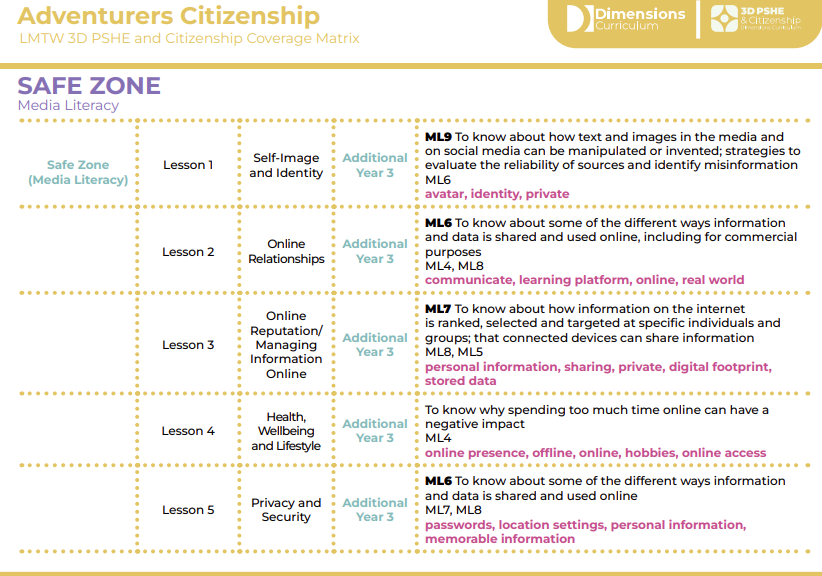 Adventurers Citizenship
LMTW 3D PSHE and Citizenship Coverage Matrix
Dimensions
Curriculum
3D PSHE
& Citizenship
SAFE ZONE
Media Literacy
Safe Zone
(Media Literacy)
Lesson 1
Self-Image
and Identity
Additional
Year 3
ML9 To know about how text and images in the media and
on social media can be manipulated or invented; strategies to
evaluate the reliability of sources and identify misinformation
ML6
avatar, identity, private
Lesson 2
Online
Relationships
Additional
Year 3
ML6 To know about some of the different ways information
and data is shared and used online, including for commercial
purposes
ML4, ML8
communicate, learning platform, online, real world
Lesson 3
Online
Reputation/
Managing
Information
Online
Additional
Year 3
ML7 To know about how information on the internet
is ranked, selected and targeted at specific individuals and
groups; that connected devices can share information
ML8, ML5
personal information, sharing, private, digital footprint,
stored data
Lesson 4
Health,
Wellbeing
and Lifestyle
Additional
Year 3
To know why spending too much time online can have a
negative impact
ML4
online presence, offline, online, hobbies, online access
Lesson 5
Privacy and
Security
Additional
Year 3
ML6 To know about some of the different ways information
and data is shared and used online
ML7, ML8
passwords, location settings, personal information,
memorable information